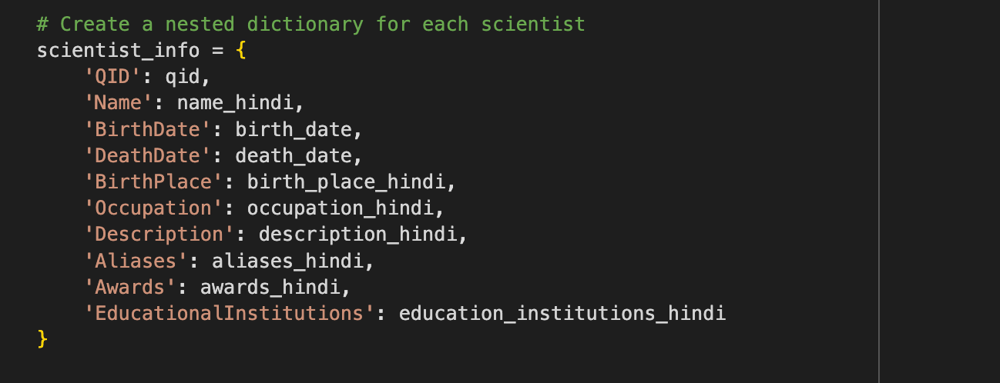 # Create a nested dictionary for each scientist
scientist_info = {
    'QID': qid,
    'Name': name_hindi,
    'BirthDate': birth_date,
    'DeathDate': death_date,
    'BirthPlace': birth_place_hindi,
    'Occupation': occupation_hindi,
    'Description': description_hindi,
    'Aliases': aliases_hindi,
    'Awards': awards_hindi,
    'EducationalInstitutions': education_institutions_hindi
}